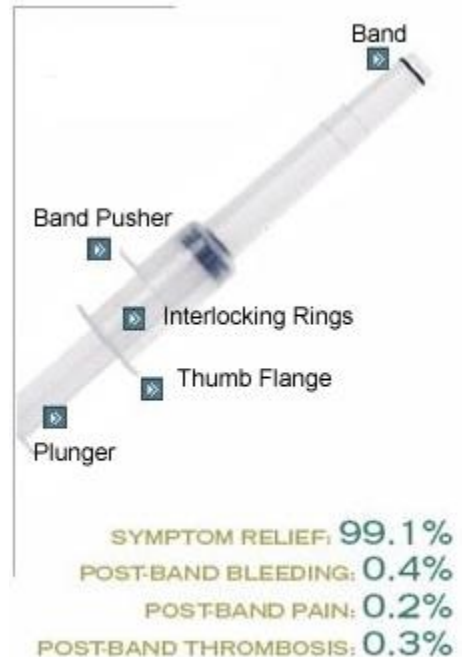 Band
Band Pusher
Interlocking Rings
Thumb Flange
Plunger
SYMPTOM RELIEF: 99.1%
POST-BAND BLEEDING: 0.4%
POST-BAND PAIN: 0.2%
POST-BAND THROMBOSIS: 0.3%